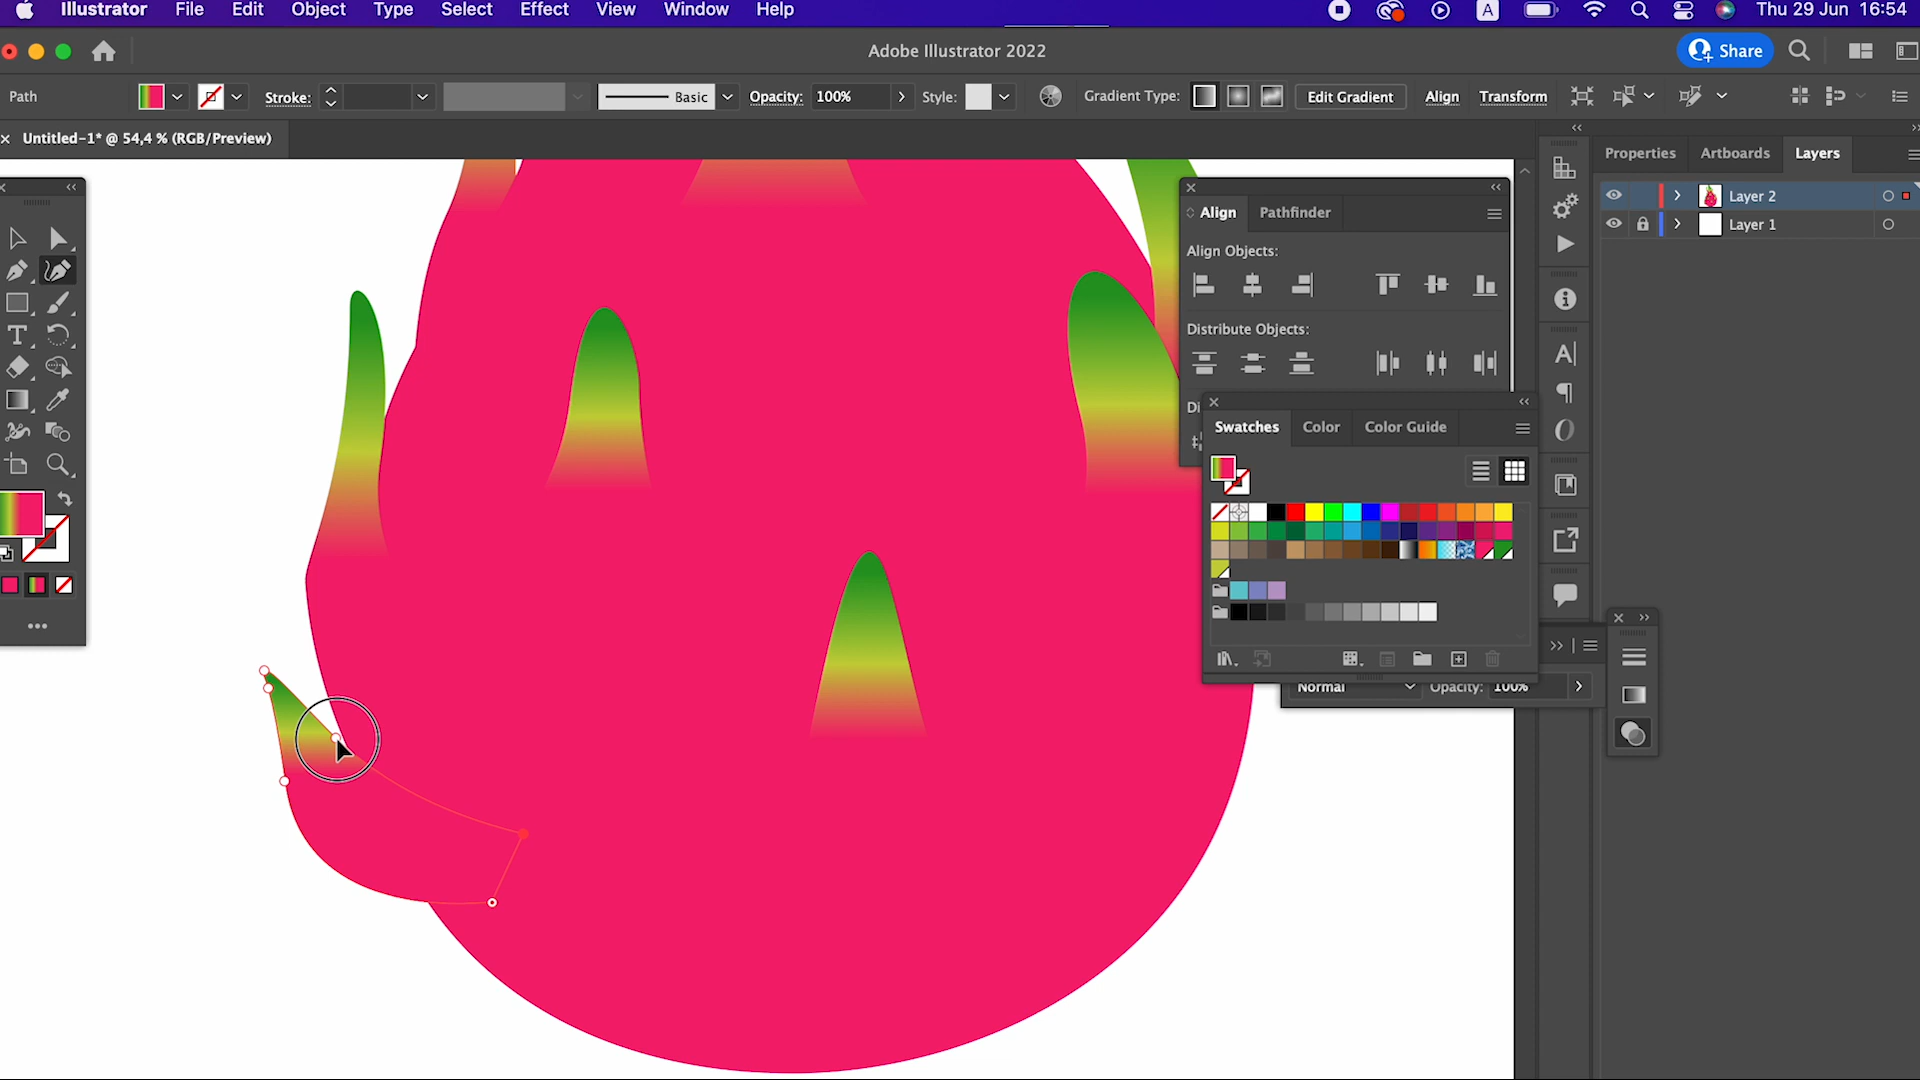 Illustrator File Edit Object Type Select Effect View Window Help A Thu 29 Jun 16:54
Adobe Illustrator 2022 Share
Path Stroke: Basic Opacity: 100% Style: Gradient Type: Edit Gradient Align Transform
Untitled-1* @ 54,4 % (RGB/Preview)
Properties Artboards Layers
Layer 2
Layer 1
Align Pathfinder
Align Objects:
Distribute Objects:
Di
Swatches Color Color Guide
Normal Opacity: 100%